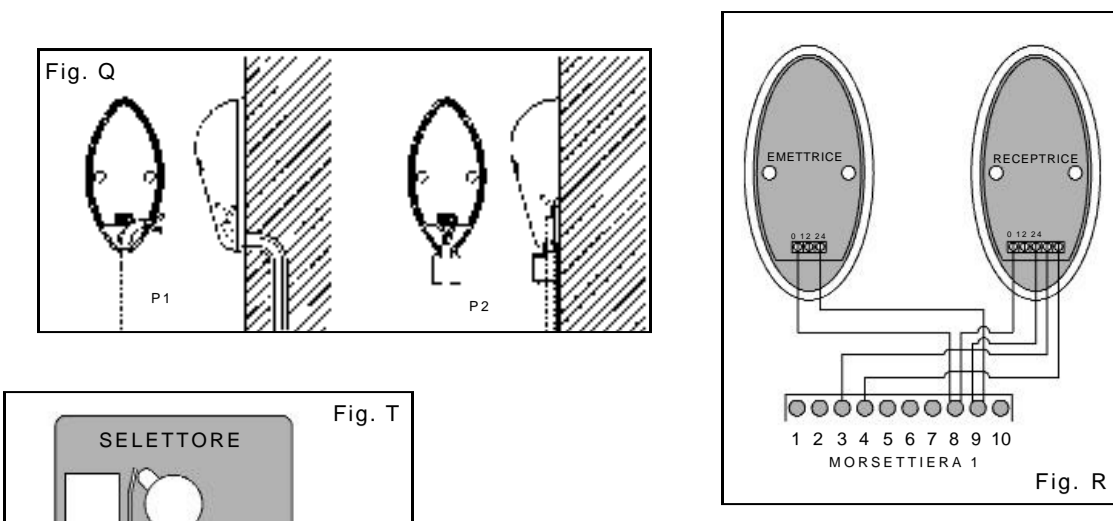 Fig. Q
P1
P2
EMETTRICE
RECEPTRICE
0 12 24
0 12 24
1 2 3 4 5 6 7 8 9 10
MORSETTIERA 1
Fig. R
Fig. T
SELETTORE